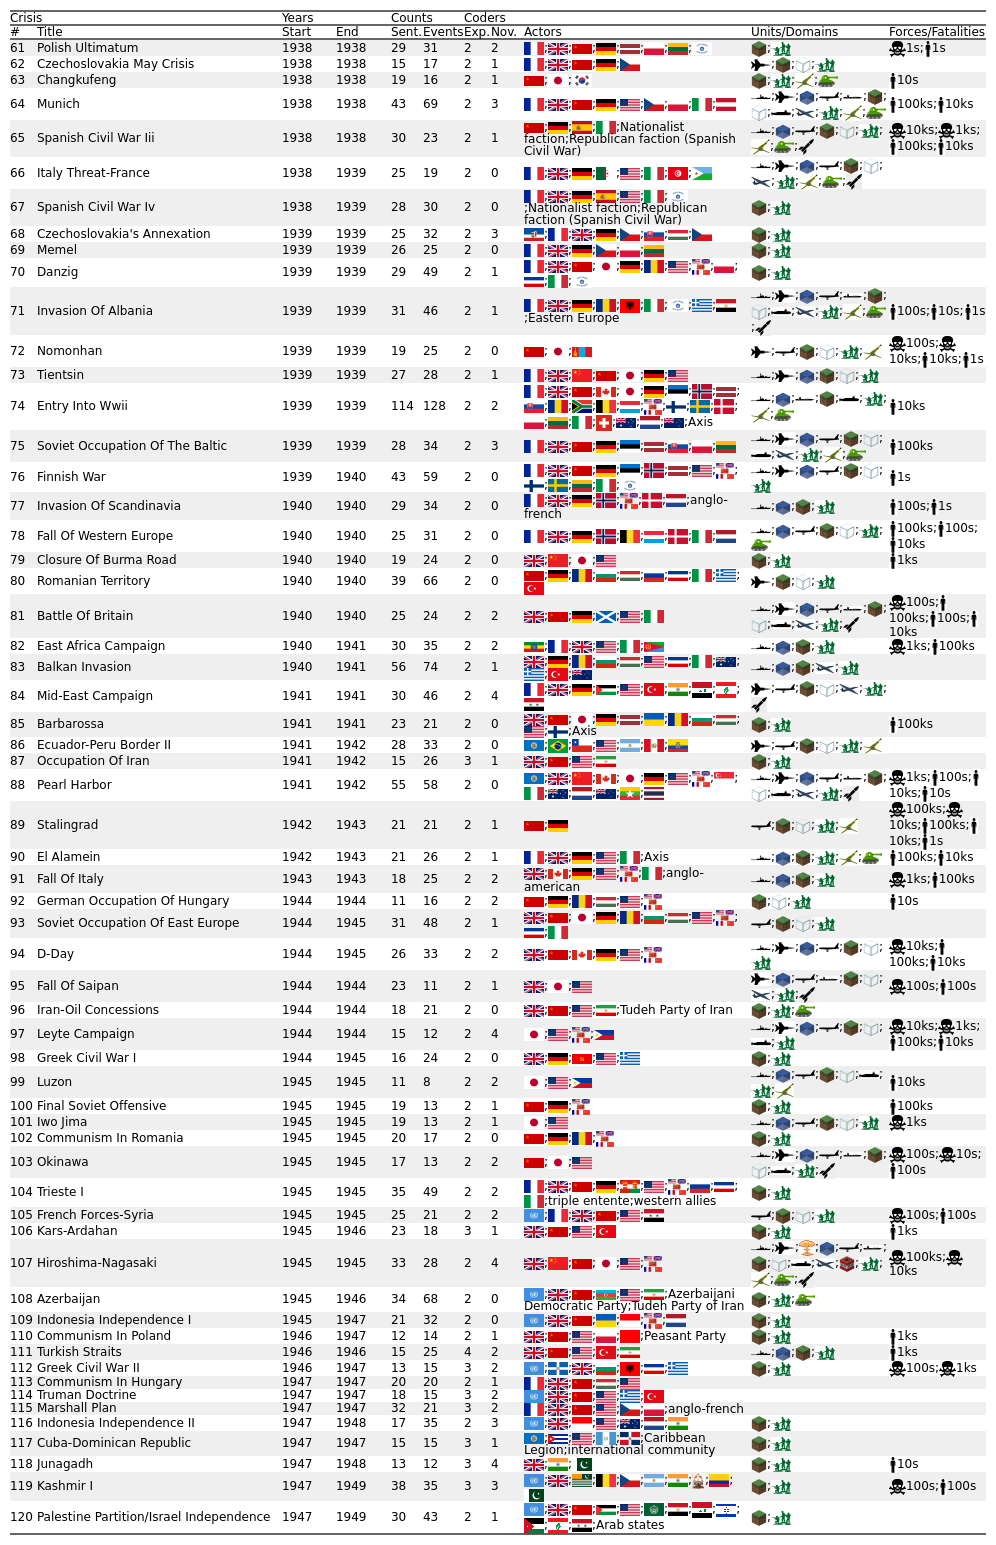 Crisis Years Counts Coders
# Title Start End Sent. Events Exp. Nov. Actors Units/Domains Forces/Fatalities
61 Polish Ultimatum 1938 1938 29 31 2 2 ; ; ; ; ; ; ; ; 1s; 1s
62 Czechoslovakia May Crisis 1938 1938 15 17 2 1 ; ; ; ; ; ; ;
63 Changkufeng 1938 1938 19 16 2 1 ; ; ; ; ; 10s
64 Munich 1938 1938 43 69 2 3 ; ; ; ; ; ; ; ; ; ; ; ; ; 100ks; 10ks
; ; ; ; ;
65 Spanish Civil War Iii 1938 1938 30 23 2 1 ; ; ; ;Nationalist ; ; ; ; ; ; 10ks; 1ks;
faction;Republican faction (Spanish ; ; 100ks; 10ks
Civil War)
66 Italy Threat-France 1938 1939 25 19 2 0 ; ; ; ; ; ; ; ; ; ; ; ; ;
; ; ; ;
67 Spanish Civil War Iv 1938 1939 28 30 2 0 ; ; ; ; ; ;
;Nationalist faction;Republican
faction (Spanish Civil War)
68 Czechoslovakia's Annexation 1939 1939 25 32 2 3 ; ; ; ; ; ; ; ;
69 Memel 1939 1939 26 25 2 0 ; ; ; ; ; ;
70 Danzig 1939 1939 29 49 2 1 ; ; ; ; ; ; ; ; ; ;
; ;
71 Invasion Of Albania 1939 1939 31 46 2 1 ; ; ; ; ; ; ; ; ; ; ; ; ; ;
;Eastern Europe ; ; ; ; ; 100s; 10s; 1s
;
72 Nomonhan 1939 1939 19 25 2 0 ; ; ; ; ; ; ; 100s;
10ks; 10ks; 1s
73 Tientsin 1939 1939 27 28 2 1 ; ; ; ; ; ; ; ; ; ; ;
74 Entry Into Wwii 1939 1939 114 128 2 2 ; ; ; ; ; ; ; ; ; ; ; ; ; ; 10ks
; ; ; ; ; ; ; ; ; ;
; ; ; ; ; ; ;Axis
75 Soviet Occupation Of The Baltic 1939 1939 28 34 2 3 ; ; ; ; ; ; ; ; ; ; ; ; ; 100ks
; ; ; ;
76 Finnish War 1939 1940 43 59 2 0 ; ; ; ; ; ; ; ; ; ; ; ; ; ; 1s
; ; ; ;
77 Invasion Of Scandinavia 1940 1940 29 34 2 0 ; ; ; ; ; ; ;anglo- ; ; ; 100s; 1s
french
78 Fall Of Western Europe 1940 1940 25 31 2 0 ; ; ; ; ; ; ; ; ; ; ; ; ; ; 100ks; 100s;
10ks
79 Closure Of Burma Road 1940 1940 19 24 2 0 ; ; ; ; 1ks
80 Romanian Territory 1940 1940 39 66 2 0 ; ; ; ; ; ; ; ; ; ; ; ;
81 Battle Of Britain 1940 1940 25 24 2 2 ; ; ; ; ; ; ; ; ; ; 100s;
; ; ; ; 100ks; 100s;
10ks
82 East Africa Campaign 1940 1941 30 35 2 2 ; ; ; ; ; ; ; 1ks; 100ks
83 Balkan Invasion 1940 1941 56 74 2 1 ; ; ; ; ; ; ; ; ; ; ;
; ;
84 Mid-East Campaign 1941 1941 30 46 2 4 ; ; ; ; ; ; ; ; ; ; ; ; ; ;
85 Barbarossa 1941 1941 23 21 2 0 ; ; ; ; ; ; ; ; ; ; 100ks
; ;Axis
86 Ecuador-Peru Border II 1941 1942 28 33 2 0 ; ; ; ; ; ; ; ; ; ; ;
87 Occupation Of Iran 1941 1942 15 26 3 1 ; ; ; ;
88 Pearl Harbor 1941 1942 55 58 2 0 ; ; ; ; ; ; ; ; ; ; ; ; ; ; 1ks; 100s;
; ; ; ; ; ; ; ; ; 10ks; 10s
89 Stalingrad 1942 1943 21 21 2 1 ; ; ; ; ; 100ks;
10ks; 100ks;
10ks; 1s
90 El Alamein 1942 1943 21 26 2 1 ; ; ; ; ;Axis ; ; ; ; ; 100ks; 10ks
91 Fall Of Italy 1943 1943 18 25 2 2 ; ; ; ; ; ;anglo- ; ; ; 1ks; 100ks
american
92 German Occupation Of Hungary 1944 1944 11 16 2 2 ; ; ; ; ; ; ; 10s
93 Soviet Occupation Of East Europe 1944 1945 31 48 2 1 ; ; ; ; ; ; ; ; ; ; ; ;
;
94 D-Day 1944 1945 26 33 2 2 ; ; ; ; ; ; ; ; ; ; ; 10ks;
100ks; 10ks
95 Fall Of Saipan 1944 1944 23 11 2 1 ; ; ; ; ; ; ; ; 100s; 100s
; ;
96 Iran-Oil Concessions 1944 1944 18 21 2 0 ; ; ; ;Tudeh Party of Iran ; ;
97 Leyte Campaign 1944 1944 15 12 2 4 ; ; ; ; ; ; ; ; ; 10ks; 1ks;
; 100ks; 10ks
98 Greek Civil War I 1944 1945 16 24 2 0 ; ; ; ; ;
99 Luzon 1945 1945 11 8 2 2 ; ; ; ; ; ; ; ; 10ks
; ;
100 Final Soviet Offensive 1945 1945 19 13 2 1 ; ; ; 100ks
101 Iwo Jima 1945 1945 19 13 2 1 ; ; ; ; ; ; 1ks
102 Communism In Romania 1945 1945 20 17 2 0 ; ; ; ;
103 Okinawa 1945 1945 17 13 2 2 ; ; ; ; ; ; ; ; 100s; 10s;
; ; ; 100s
104 Trieste I 1945 1945 35 49 2 2 ; ; ; ; ; ; ; ; ; ;
;triple entente;western allies
105 French Forces-Syria 1945 1945 25 21 2 2 ; ; ; ; ; ; ; ; 100s; 100s
106 Kars-Ardahan 1945 1945 23 18 3 1 ; ; ; ; 1ks
107 Hiroshima-Nagasaki 1945 1945 33 28 2 4 ; ; ; ; ; ; ; ; ; ; ; 100ks;
; ; ; ; ; 10ks
; ;
108 Azerbaijan 1945 1946 34 68 2 0 ; ; ; ; ; ;Azerbaijani ; ;
Democratic Party;Tudeh Party of Iran
109 Indonesia Independence I 1945 1947 21 32 2 0 ; ; ; ; ; ; ;
110 Communism In Poland 1946 1947 12 14 2 1 ; ; ; ; ;Peasant Party ; 1ks
111 Turkish Straits 1946 1946 15 25 4 2 ; ; ; ; ; ; 1ks
112 Greek Civil War II 1946 1947 13 15 3 2 ; ; ; ; ; ; ; 100s; 1ks
113 Communism In Hungary 1947 1947 20 20 2 1 ; ; ; ;
114 Truman Doctrine 1947 1947 18 15 3 2 ; ; ; ; ;
115 Marshall Plan 1947 1947 32 21 3 2 ; ; ; ; ; ;anglo-french
116 Indonesia Independence II 1947 1948 17 35 2 3 ; ; ; ; ; ; ;
117 Cuba-Dominican Republic 1947 1947 15 15 3 1 ; ; ; ; ;Caribbean ;
Legion;international community
118 Junagadh 1947 1948 13 12 3 4 ; ; ; 10s
119 Kashmir I 1947 1949 38 35 3 3 ; ; ; ; ; ; ; ; ; ; 100s; 100s
120 Palestine Partition/Israel Independence 1947 1949 30 43 2 1 ; ; ; ; ; ; ; ; ; ;
; ; ;Arab states